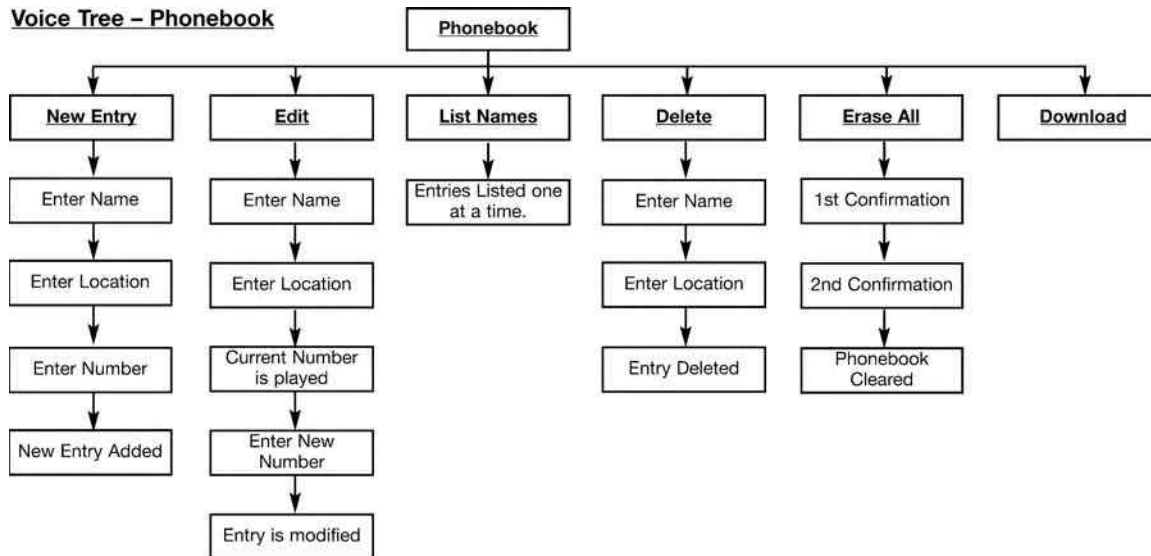 Voice Tree – Phonebook
Phonebook
New Entry
Edit
List Names
Delete
Erase All
Download
Enter Name
Enter Name
Entries Listed one
at a time.
Enter Name
1st Confirmation
Enter Location
Enter Location
Enter Location
2nd Confirmation
Enter Number
Current Number
is played
Entry Deleted
Phonebook
Cleared
New Entry Added
Enter New
Number
Entry is modified